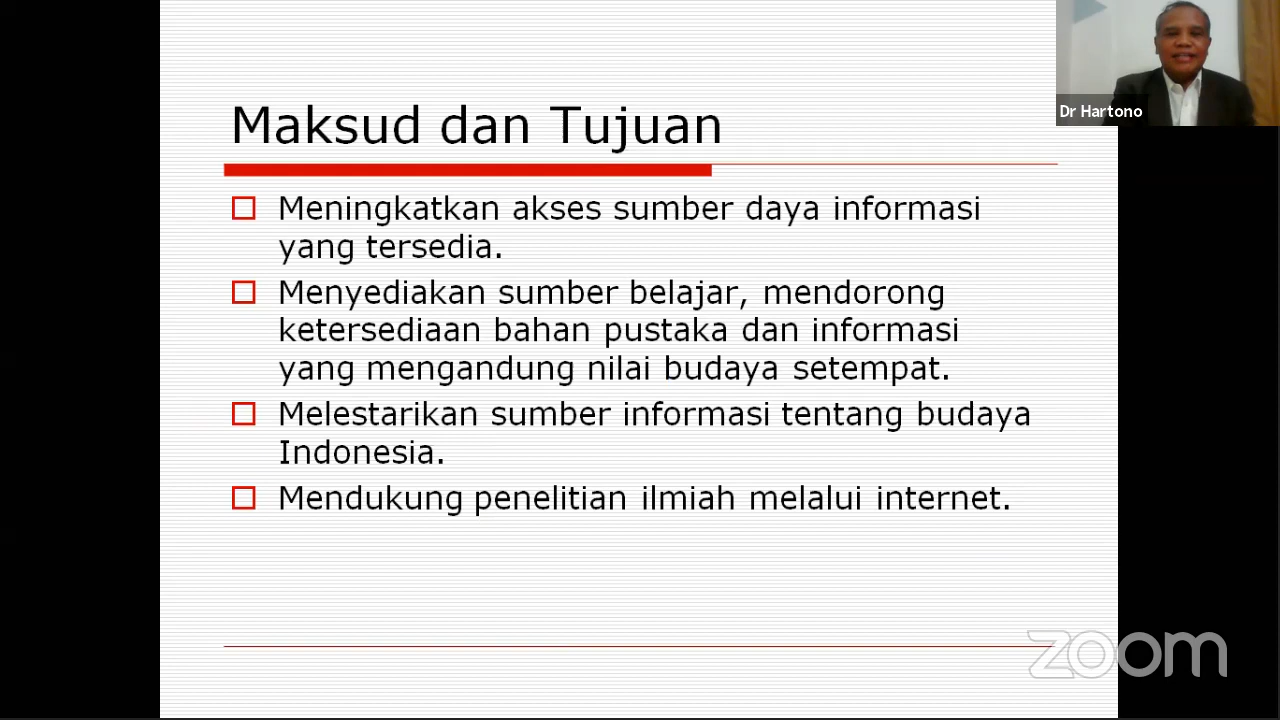 Maksud dan Tujuan
Meningkatkan akses sumber daya informasi
yang tersedia.
Menyediakan sumber belajar, mendorong
ketersediaan bahan pustaka dan informasi
yang mengandung nilai budaya setempat.
Melestarikan sumber informasi tentang budaya
Indonesia.
Mendukung penelitian ilmiah melalui internet.
Dr Hartono
zoom